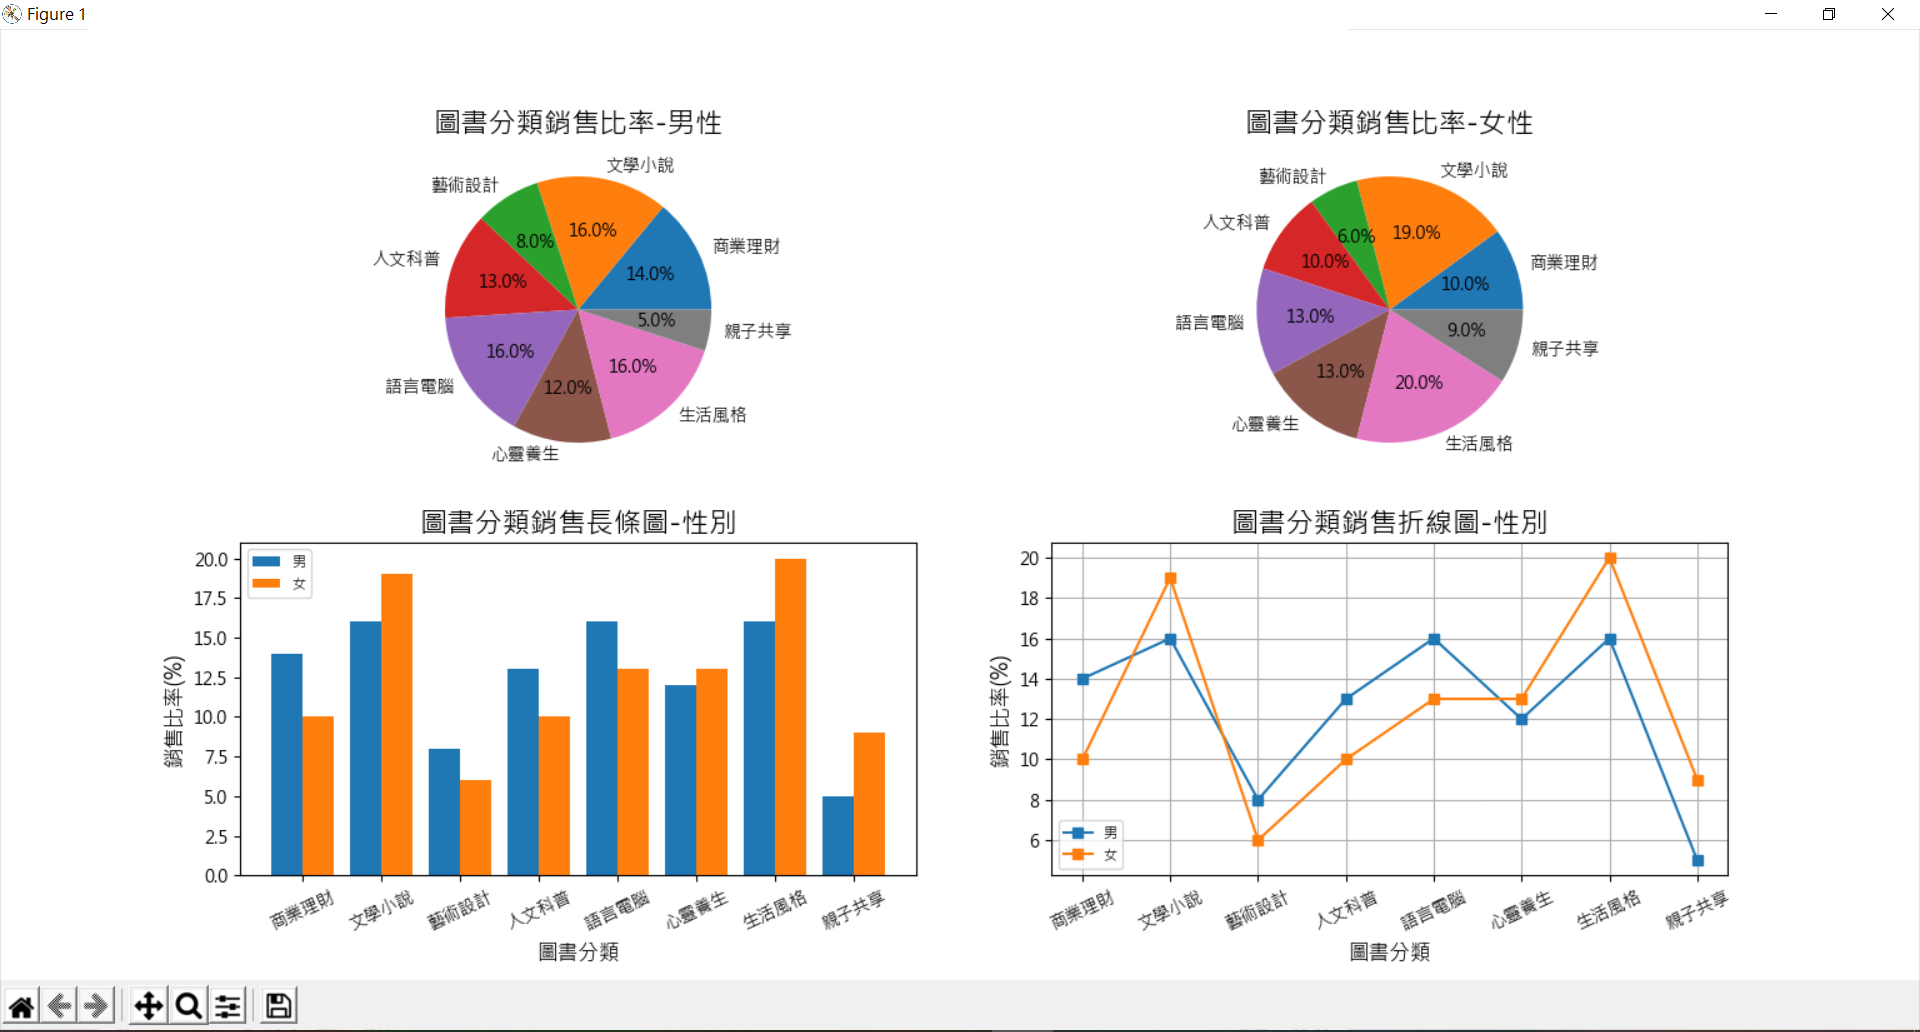 Figure 1
圖書分類銷售比率-男性
文學小說
藝術設計
16.0%
8.0%
商業理財
人文科普
14.0%
13.0%
5.0%
親子共享
16.0%
16.0%
語言電腦
12.0%
生活風格
心靈養生
圖書分類銷售比率-女性
文學小說
藝術設計
人文科普
19.0%
6.0%
10.0%
商業理財
10.0%
語言電腦
13.0%
9.0%
親子共享
13.0%
20.0%
心靈養生
生活風格
圖書分類銷售長條圖-性別
男
女
20.0
17.5
15.0
12.5
10.0
7.5
5.0
2.5
0.0
銷售比率(%)
商業理財 文學小說 藝術設計 人文科普 語言電腦 心靈養生 生活風格 親子共享
圖書分類
圖書分類銷售折線圖-性別
20
18
16
14
12
10
8
6
銷售比率(%)
男
女
商業理財 文學小說 藝術設計 人文科普 語言電腦 心靈養生 生活風格 親子共享
圖書分類